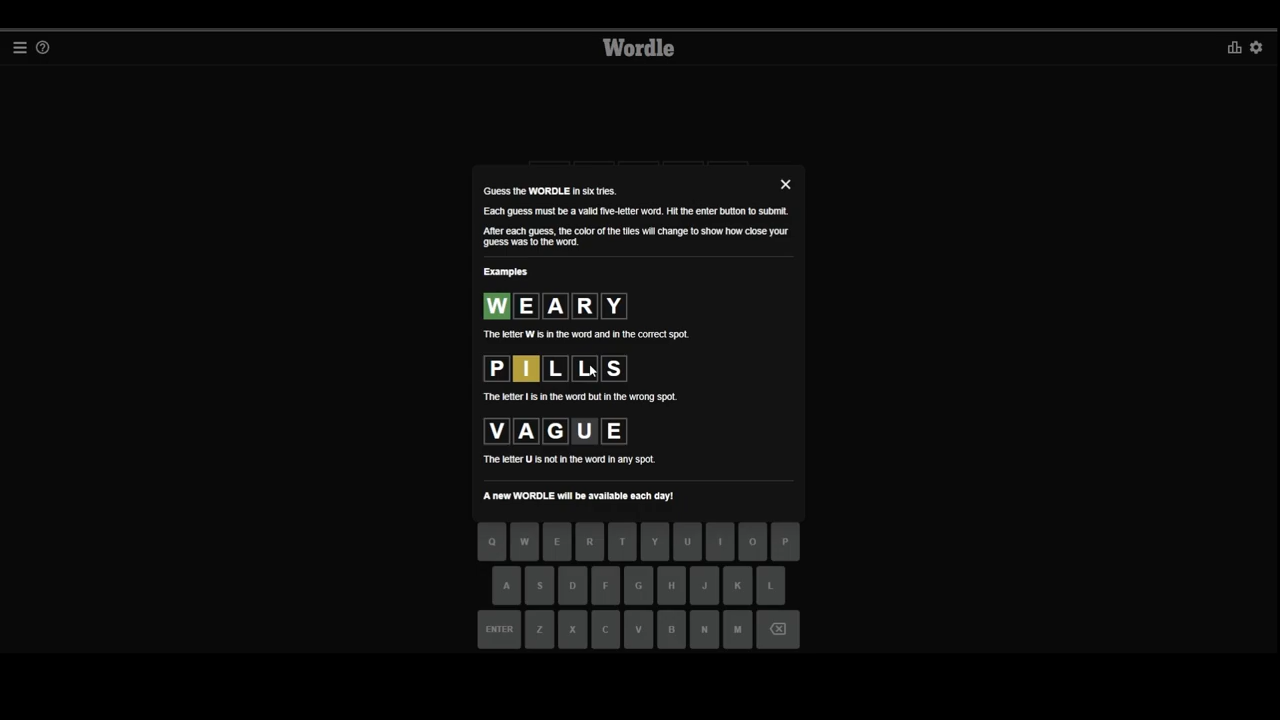 Wordle
Guess the WORDLE in six tries.
Each guess must be a valid five-letter word. Hit the enter button to submit.
After each guess, the color of the tiles will change to show how close your
guess was to the word.
Examples
W E A R Y
The letter W is in the word and in the correct spot.
P I L L S
The letter I is in the word but in the wrong spot.
V A G U E
The letter U is not in the word in any spot.
A new WORDLE will be available each day!
Q W E R T Y U I O P
A S D F G H J K L
ENTER Z X C V B N M